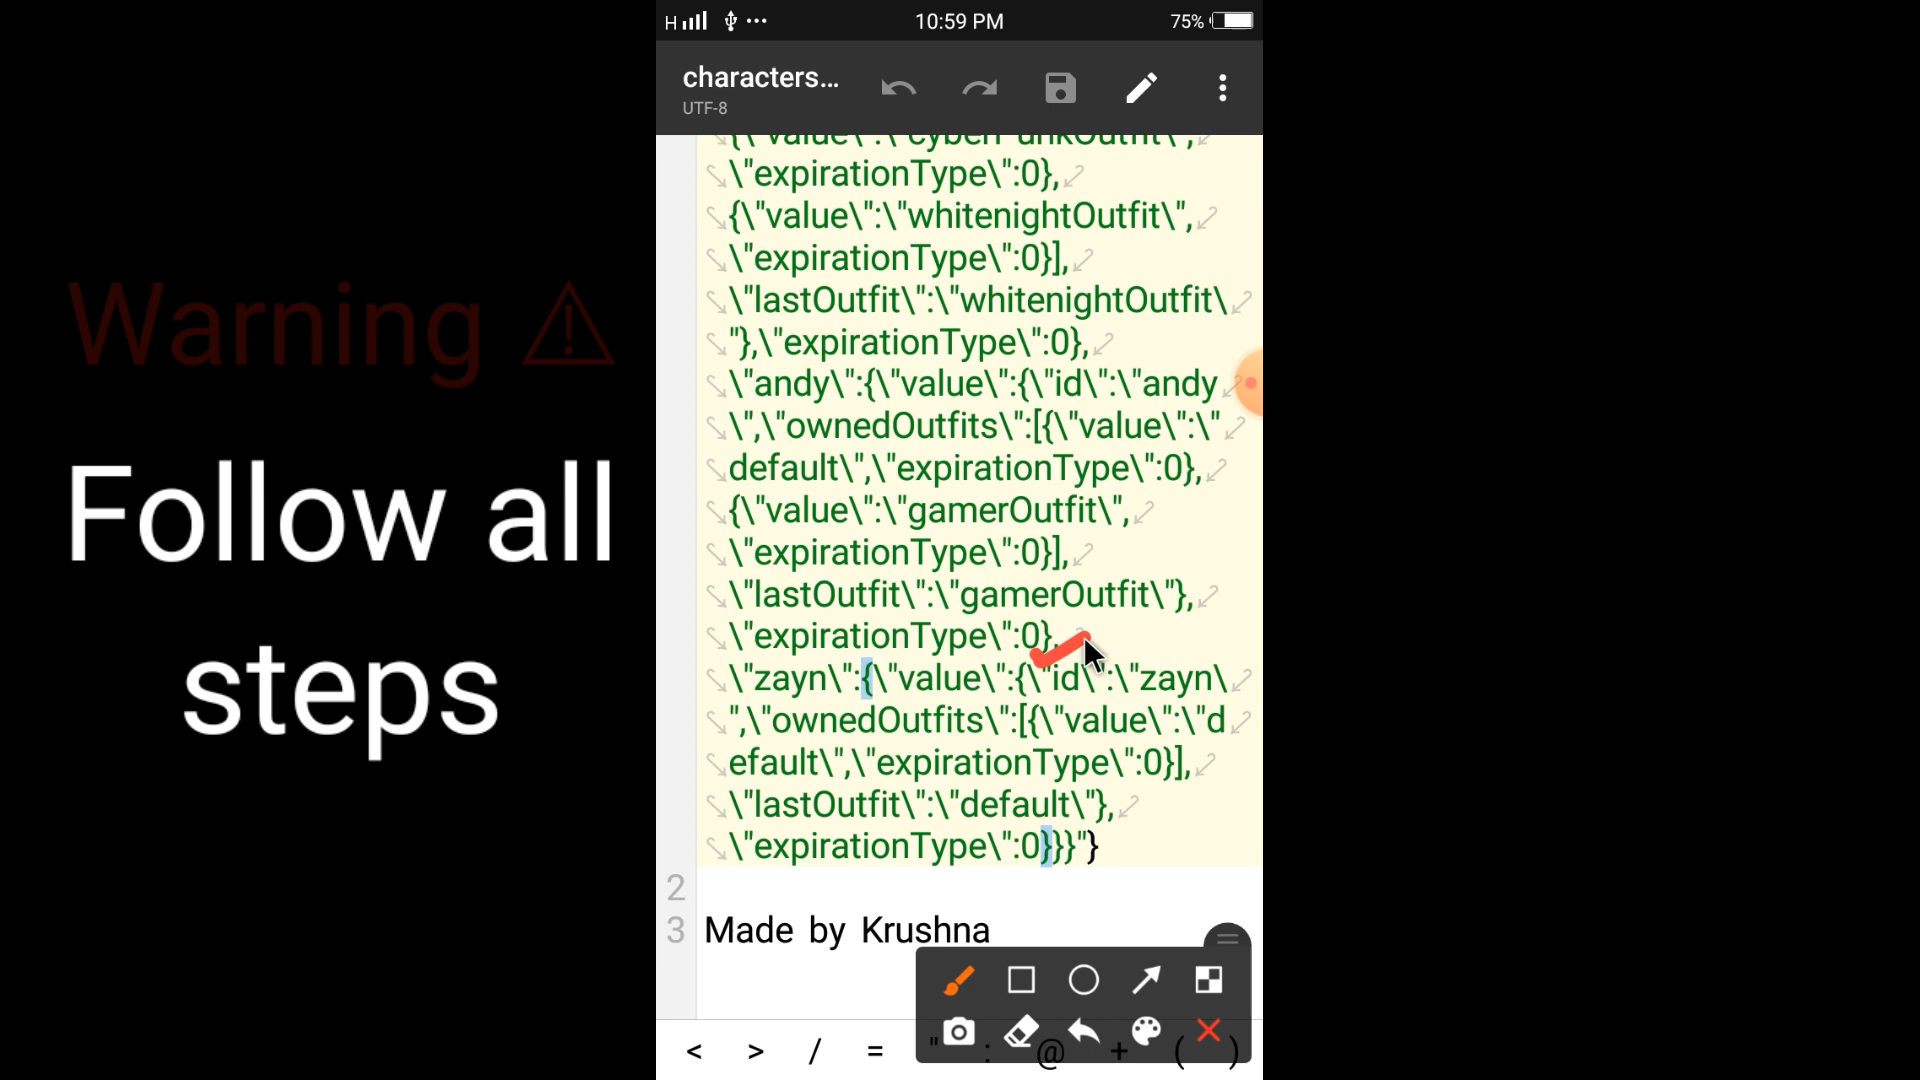 Warning ⚠
Follow all
steps
H
10:59 PM
75%
characters...
UTF-8
\"expirationType\":0},
{\"value\":\"whitenightOutfit\",
\"expirationType\":0}],
\"lastOutfit\":\"whitenightOutfit\
"},\"expirationType\":0},
\"andy\":{\"value\":{\"id\":\"andy
\",\"ownedOutfits\":[{\"value\":\"
default\",\"expirationType\":0},
{\"value\":\"gamerOutfit\",
\"expirationType\":0}],
\"lastOutfit\":\"gamerOutfit\"},
\"expirationType\":0},
\"zayn\":{\"value\":{\"id\":\"zayn\
",\"ownedOutfits\":[{\"value\":\"d
efault\",\"expirationType\":0}],
\"lastOutfit\":\"default\"},
\"expirationType\":0}}}"}
2
3 Made by Krushna
< > / = " : @ + ( )